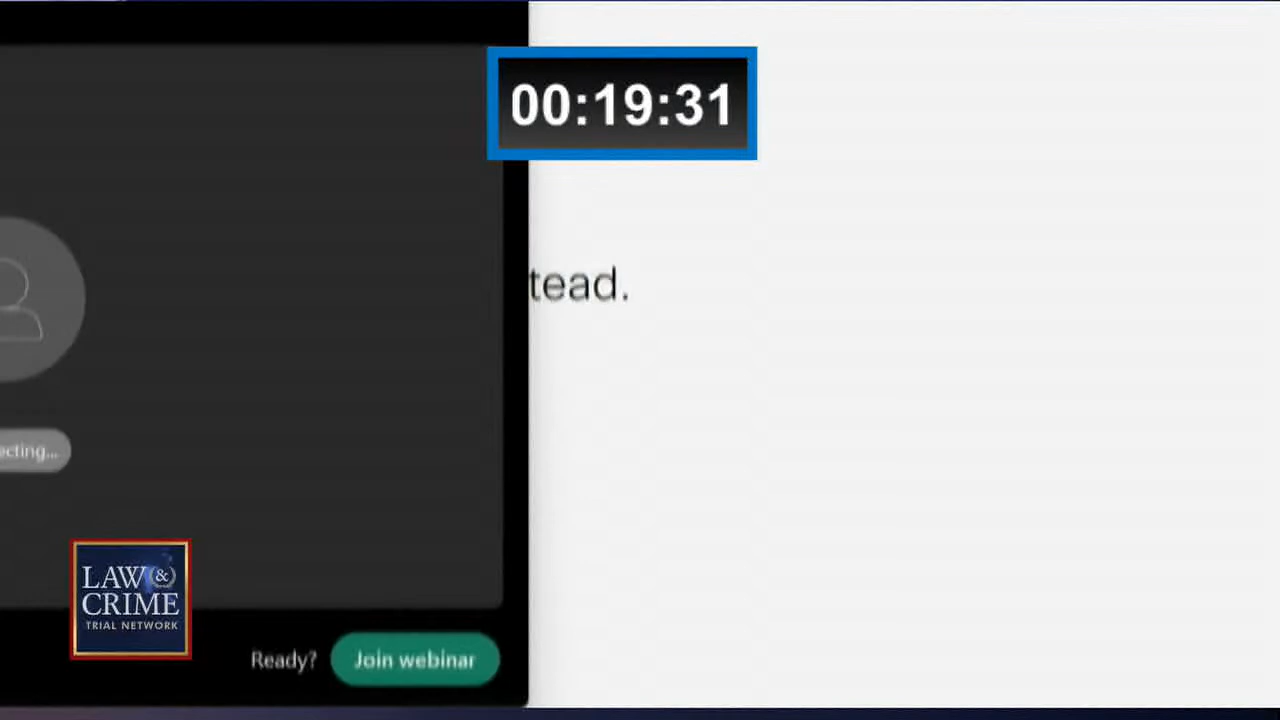 00:19:31
tead.
ecting...
LAW &
CRIME
TRIAL NETWORK
Ready? Join webinar